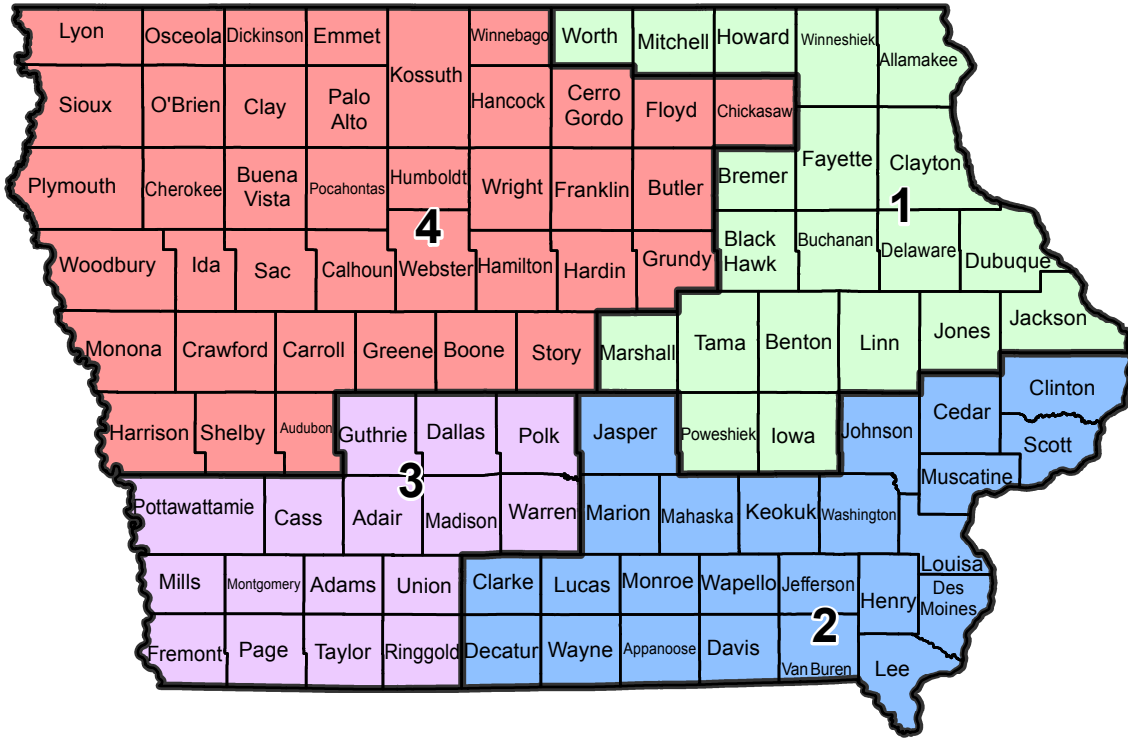 Lyon
Osceola
Dickinson
Emmet
Kossuth
Winnebago
Worth
Mitchell
Howard
Winneshiek
Allamakee
Sioux
O'Brien
Clay
Palo
Alto
Hancock
Cerro
Gordo
Floyd
Chickasaw
Fayette
Clayton
Plymouth
Cherokee
Buena
Vista
Pocahontas
Humboldt
Wright
Franklin
Butler
Bremer
1
4
Woodbury
Ida
Sac
Calhoun
Webster
Hamilton
Hardin
Grundy
Black
Hawk
Buchanan
Delaware
Dubuque
Monona
Crawford
Carroll
Greene
Boone
Story
Marshall
Tama
Benton
Linn
Jones
Jackson
Harrison
Shelby
Audubon
Guthrie
Dallas
Polk
Jasper
Poweshiek
Iowa
Johnson
Cedar
Clinton
Scott
Muscatine
3
Pottawattamie
Cass
Adair
Madison
Warren
Marion
Mahaska
Keokuk
Washington
Louisa
Mills
Montgomery
Adams
Union
Clarke
Lucas
Monroe
Wapello
Jefferson
Henry
Des
Moines
2
Fremont
Page
Taylor
Ringgold
Decatur
Wayne
Appanoose
Davis
Van Buren
Lee